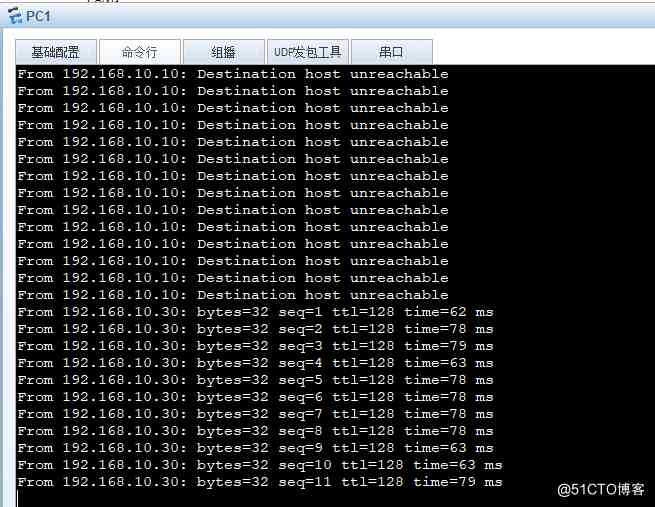 PC1
基础配置 命令行 组播 UDP发包工具 串口
From 192.168.10.10: Destination host unreachable
From 192.168.10.10: Destination host unreachable
From 192.168.10.10: Destination host unreachable
From 192.168.10.10: Destination host unreachable
From 192.168.10.10: Destination host unreachable
From 192.168.10.10: Destination host unreachable
From 192.168.10.10: Destination host unreachable
From 192.168.10.10: Destination host unreachable
From 192.168.10.10: Destination host unreachable
From 192.168.10.10: Destination host unreachable
From 192.168.10.10: Destination host unreachable
From 192.168.10.10: Destination host unreachable
From 192.168.10.10: Destination host unreachable
From 192.168.10.10: Destination host unreachable
From 192.168.10.30: bytes=32 seq=1 ttl=128 time=62 ms
From 192.168.10.30: bytes=32 seq=2 ttl=128 time=78 ms
From 192.168.10.30: bytes=32 seq=3 ttl=128 time=79 ms
From 192.168.10.30: bytes=32 seq=4 ttl=128 time=63 ms
From 192.168.10.30: bytes=32 seq=5 ttl=128 time=78 ms
From 192.168.10.30: bytes=32 seq=6 ttl=128 time=78 ms
From 192.168.10.30: bytes=32 seq=7 ttl=128 time=78 ms
From 192.168.10.30: bytes=32 seq=8 ttl=128 time=78 ms
From 192.168.10.30: bytes=32 seq=9 ttl=128 time=63 ms
From 192.168.10.30: bytes=32 seq=10 ttl=128 time=63 ms
From 192.168.10.30: bytes=32 seq=11 ttl=128 time=79 ms
@51CTO博客